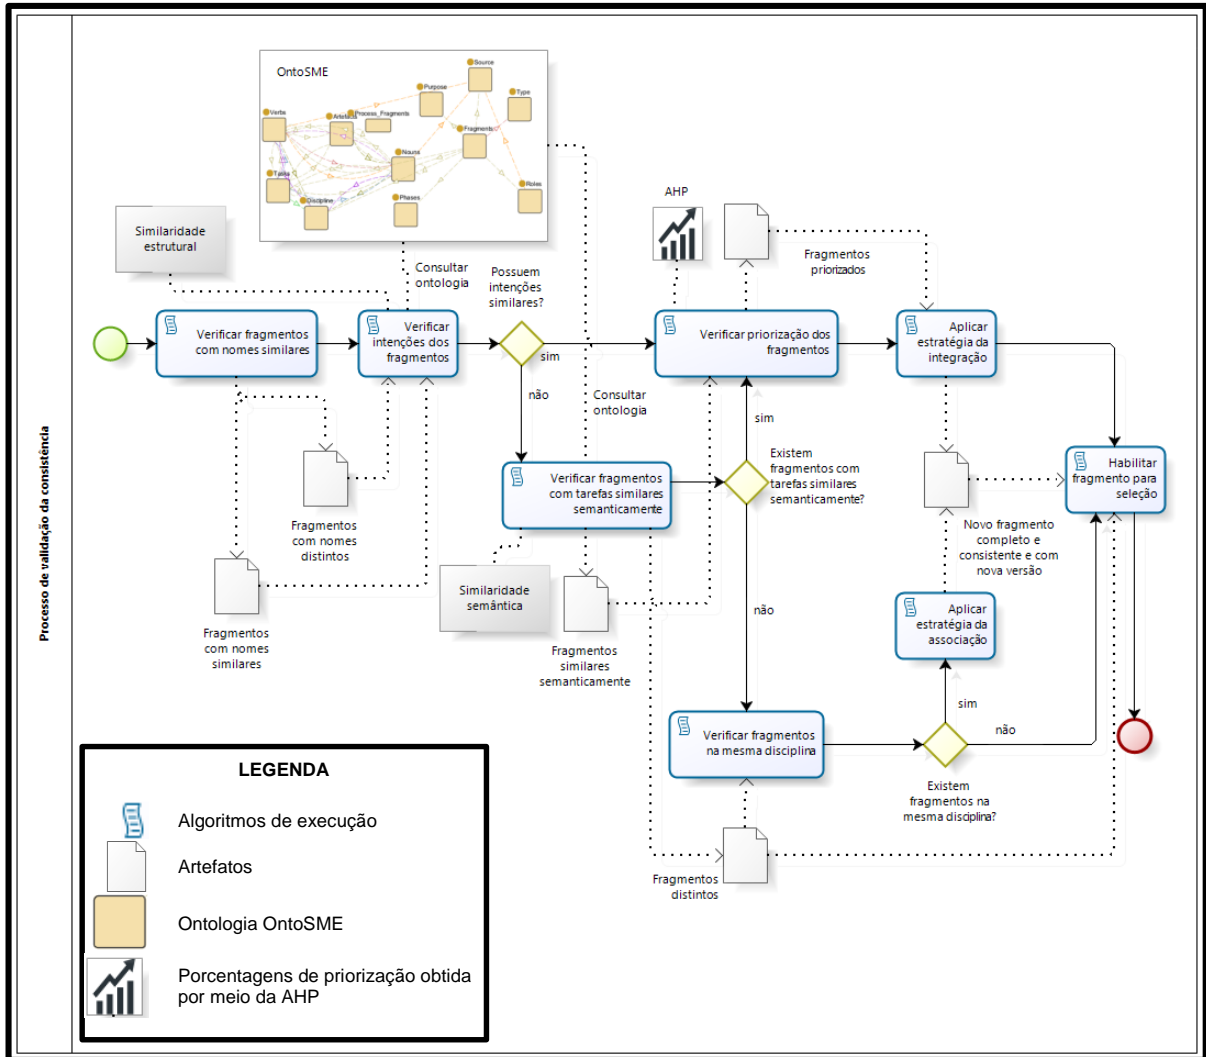 Processo de validação da consistência
OntoSME
Source
Purpose
Type
Verbs
Artefacts
Process_Fragments
Fragments
Nouns
Tasks
Discipline
Phases
Roles
Similaridade
estrutural
Consultar
ontologia
Possuem
intenções
similares?
AHP
Fragmentos
priorizados
Verificar fragmentos
com nomes similares
Verificar
intenções dos
fragmentos
sim
não
Verificar priorização dos
fragmentos
Aplicar
estratégia da
integração
Consultar
ontologia
sim
Existem
fragmentos com
tarefas similares
semanticamente?
Verificar fragmentos
com tarefas similares
semanticamente
Habilitar
fragmento para
seleção
Fragmentos
com nomes
distintos
Novo fragmento
completo e
consistente e com
nova versão
Similaridade
semântica
não
Aplicar
estratégia da
associação
Fragmentos
com nomes
similares
Fragmentos
similares
semanticamente
sim
não
Verificar fragmentos
na mesma disciplina
Existem
fragmentos na
mesma disciplina?
Fragmentos
distintos
LEGENDA
Algoritmos de execução
Artefatos
Ontologia OntoSME
Porcentagens de priorização obtida
por meio da AHP